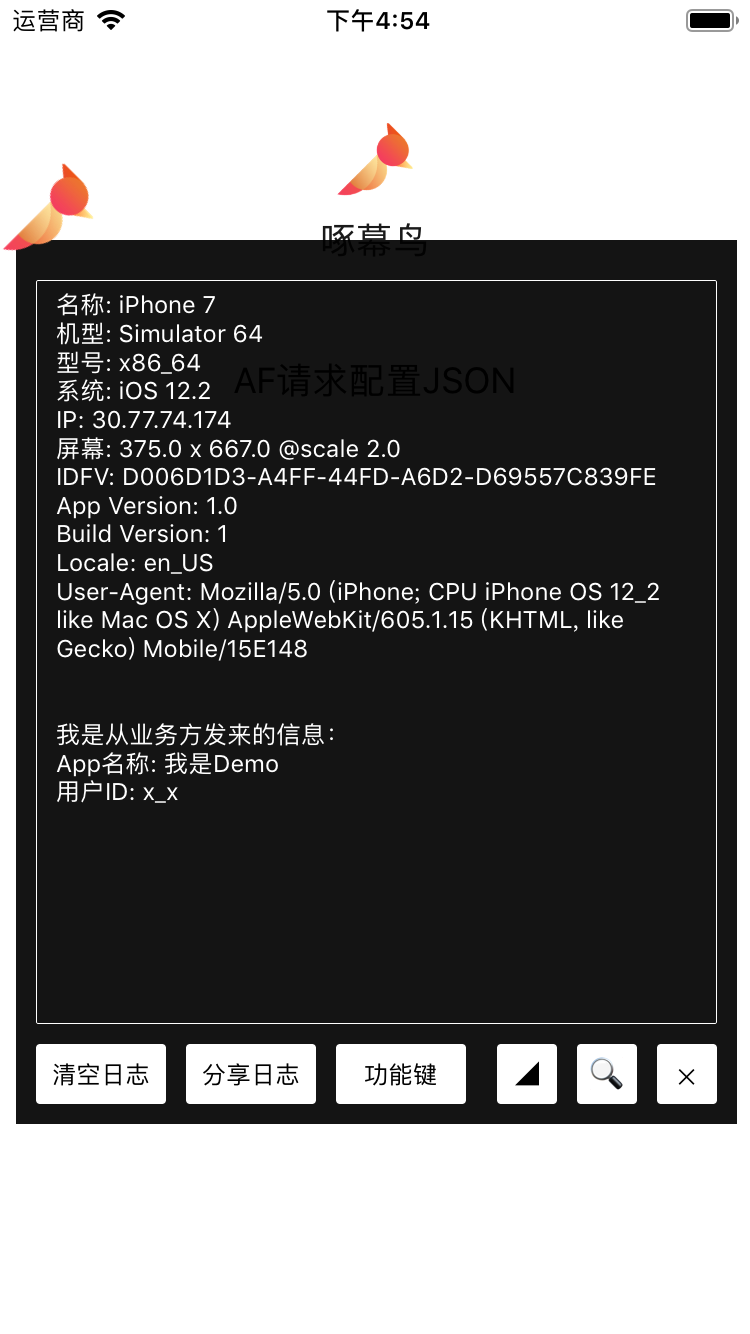 运营商
下午4:54
啄幕鸟
名称: iPhone 7
机型: Simulator 64
型号: x86_64
系统: iOS 12.2
AF请求配置JSON
IP: 30.77.74.174
屏幕: 375.0 x 667.0 @scale 2.0
IDFV: D006D1D3-A4FF-44FD-A6D2-D69557C839FE
App Version: 1.0
Build Version: 1
Locale: en_US
User-Agent: Mozilla/5.0 (iPhone; CPU iPhone OS 12_2
like Mac OS X) AppleWebKit/605.1.15 (KHTML, like
Gecko) Mobile/15E148
我是从业务方发来的信息:
App名称: 我是Demo
用户ID: x_x
清空日志
分享日志
功能键